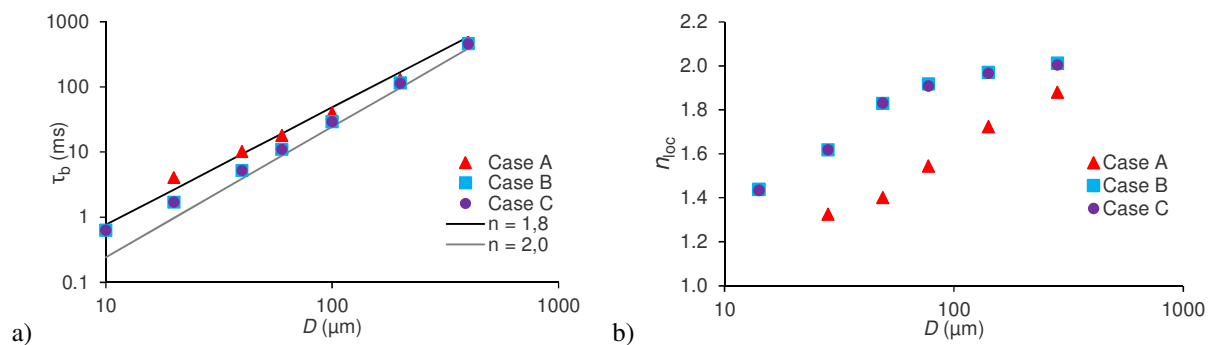 1000
100
10
1
0.1
τb (ms)
10
100
1000
D (μm)
Case A
Case B
Case C
n = 1,8
n = 2,0
a)
2.2
2.0
1.8
1.6
1.4
1.2
1.0
nloc
10
100
1000
D (μm)
Case A
Case B
Case C
b)